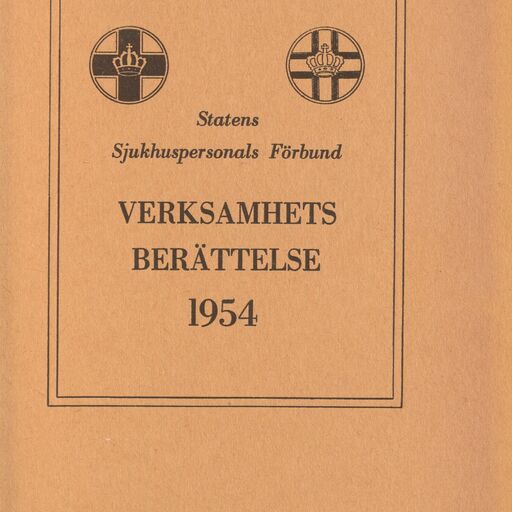 Statens
Sjukhuspersonals Förbund
VERKSAMHETS
BERÄTTELSE
1954